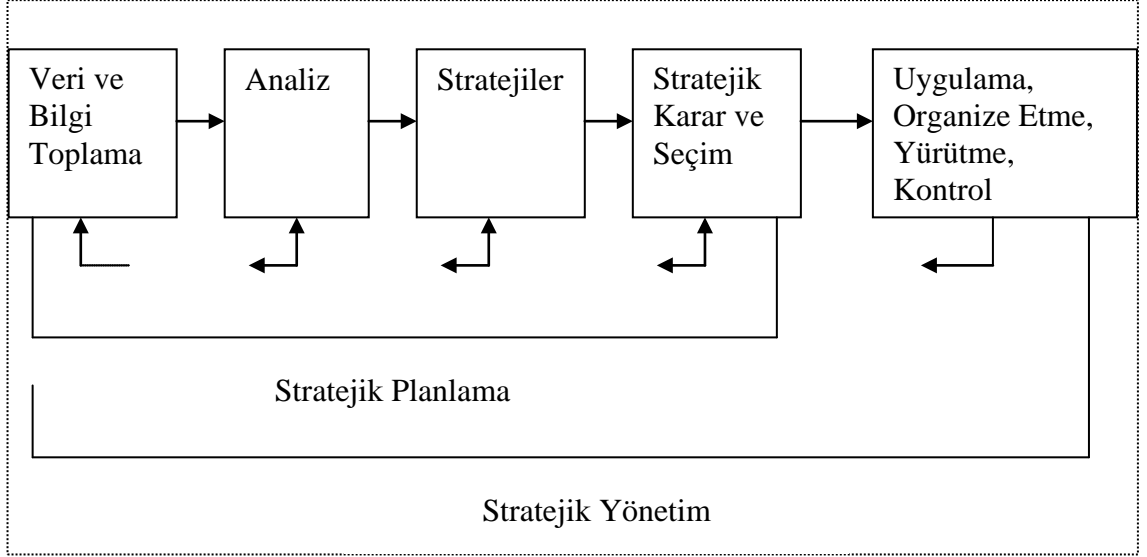 Veri ve
Bilgi
Toplama
Analiz
Stratejiler
Stratejik
Karar ve
Seçim
Uygulama,
Organize Etme,
Yürütme,
Kontrol
Stratejik Planlama
Stratejik Yönetim